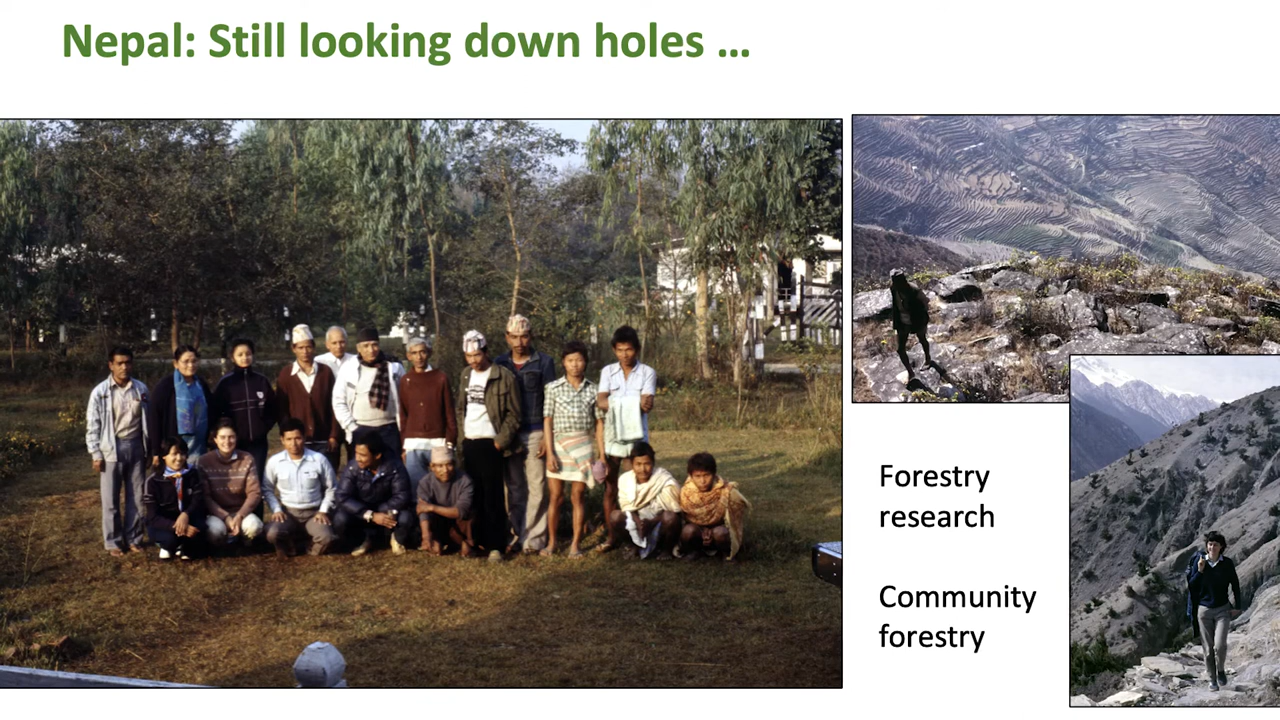 Nepal: Still looking down holes …
Forestry
research
Community
forestry